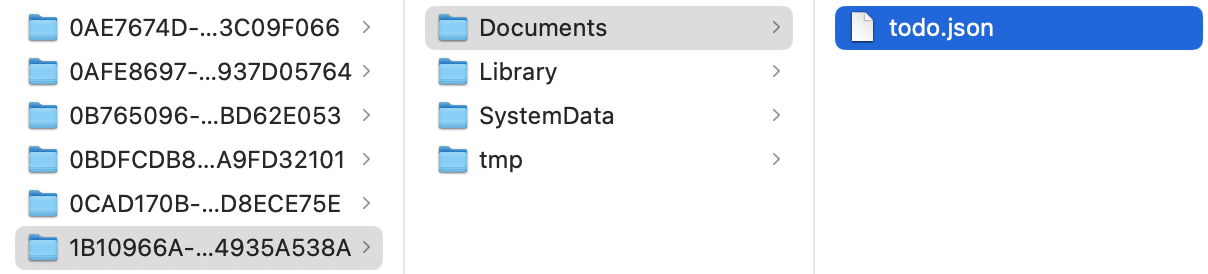 0AE7674D-...3C09F066
0AFE8697-...937D05764
0B765096-...BD62E053
0BDFCDB8...A9FD32101
0CAD170B-...D8ECE75E
1B10966A-...4935A538A
Documents
Library
SystemData
tmp
todo.json